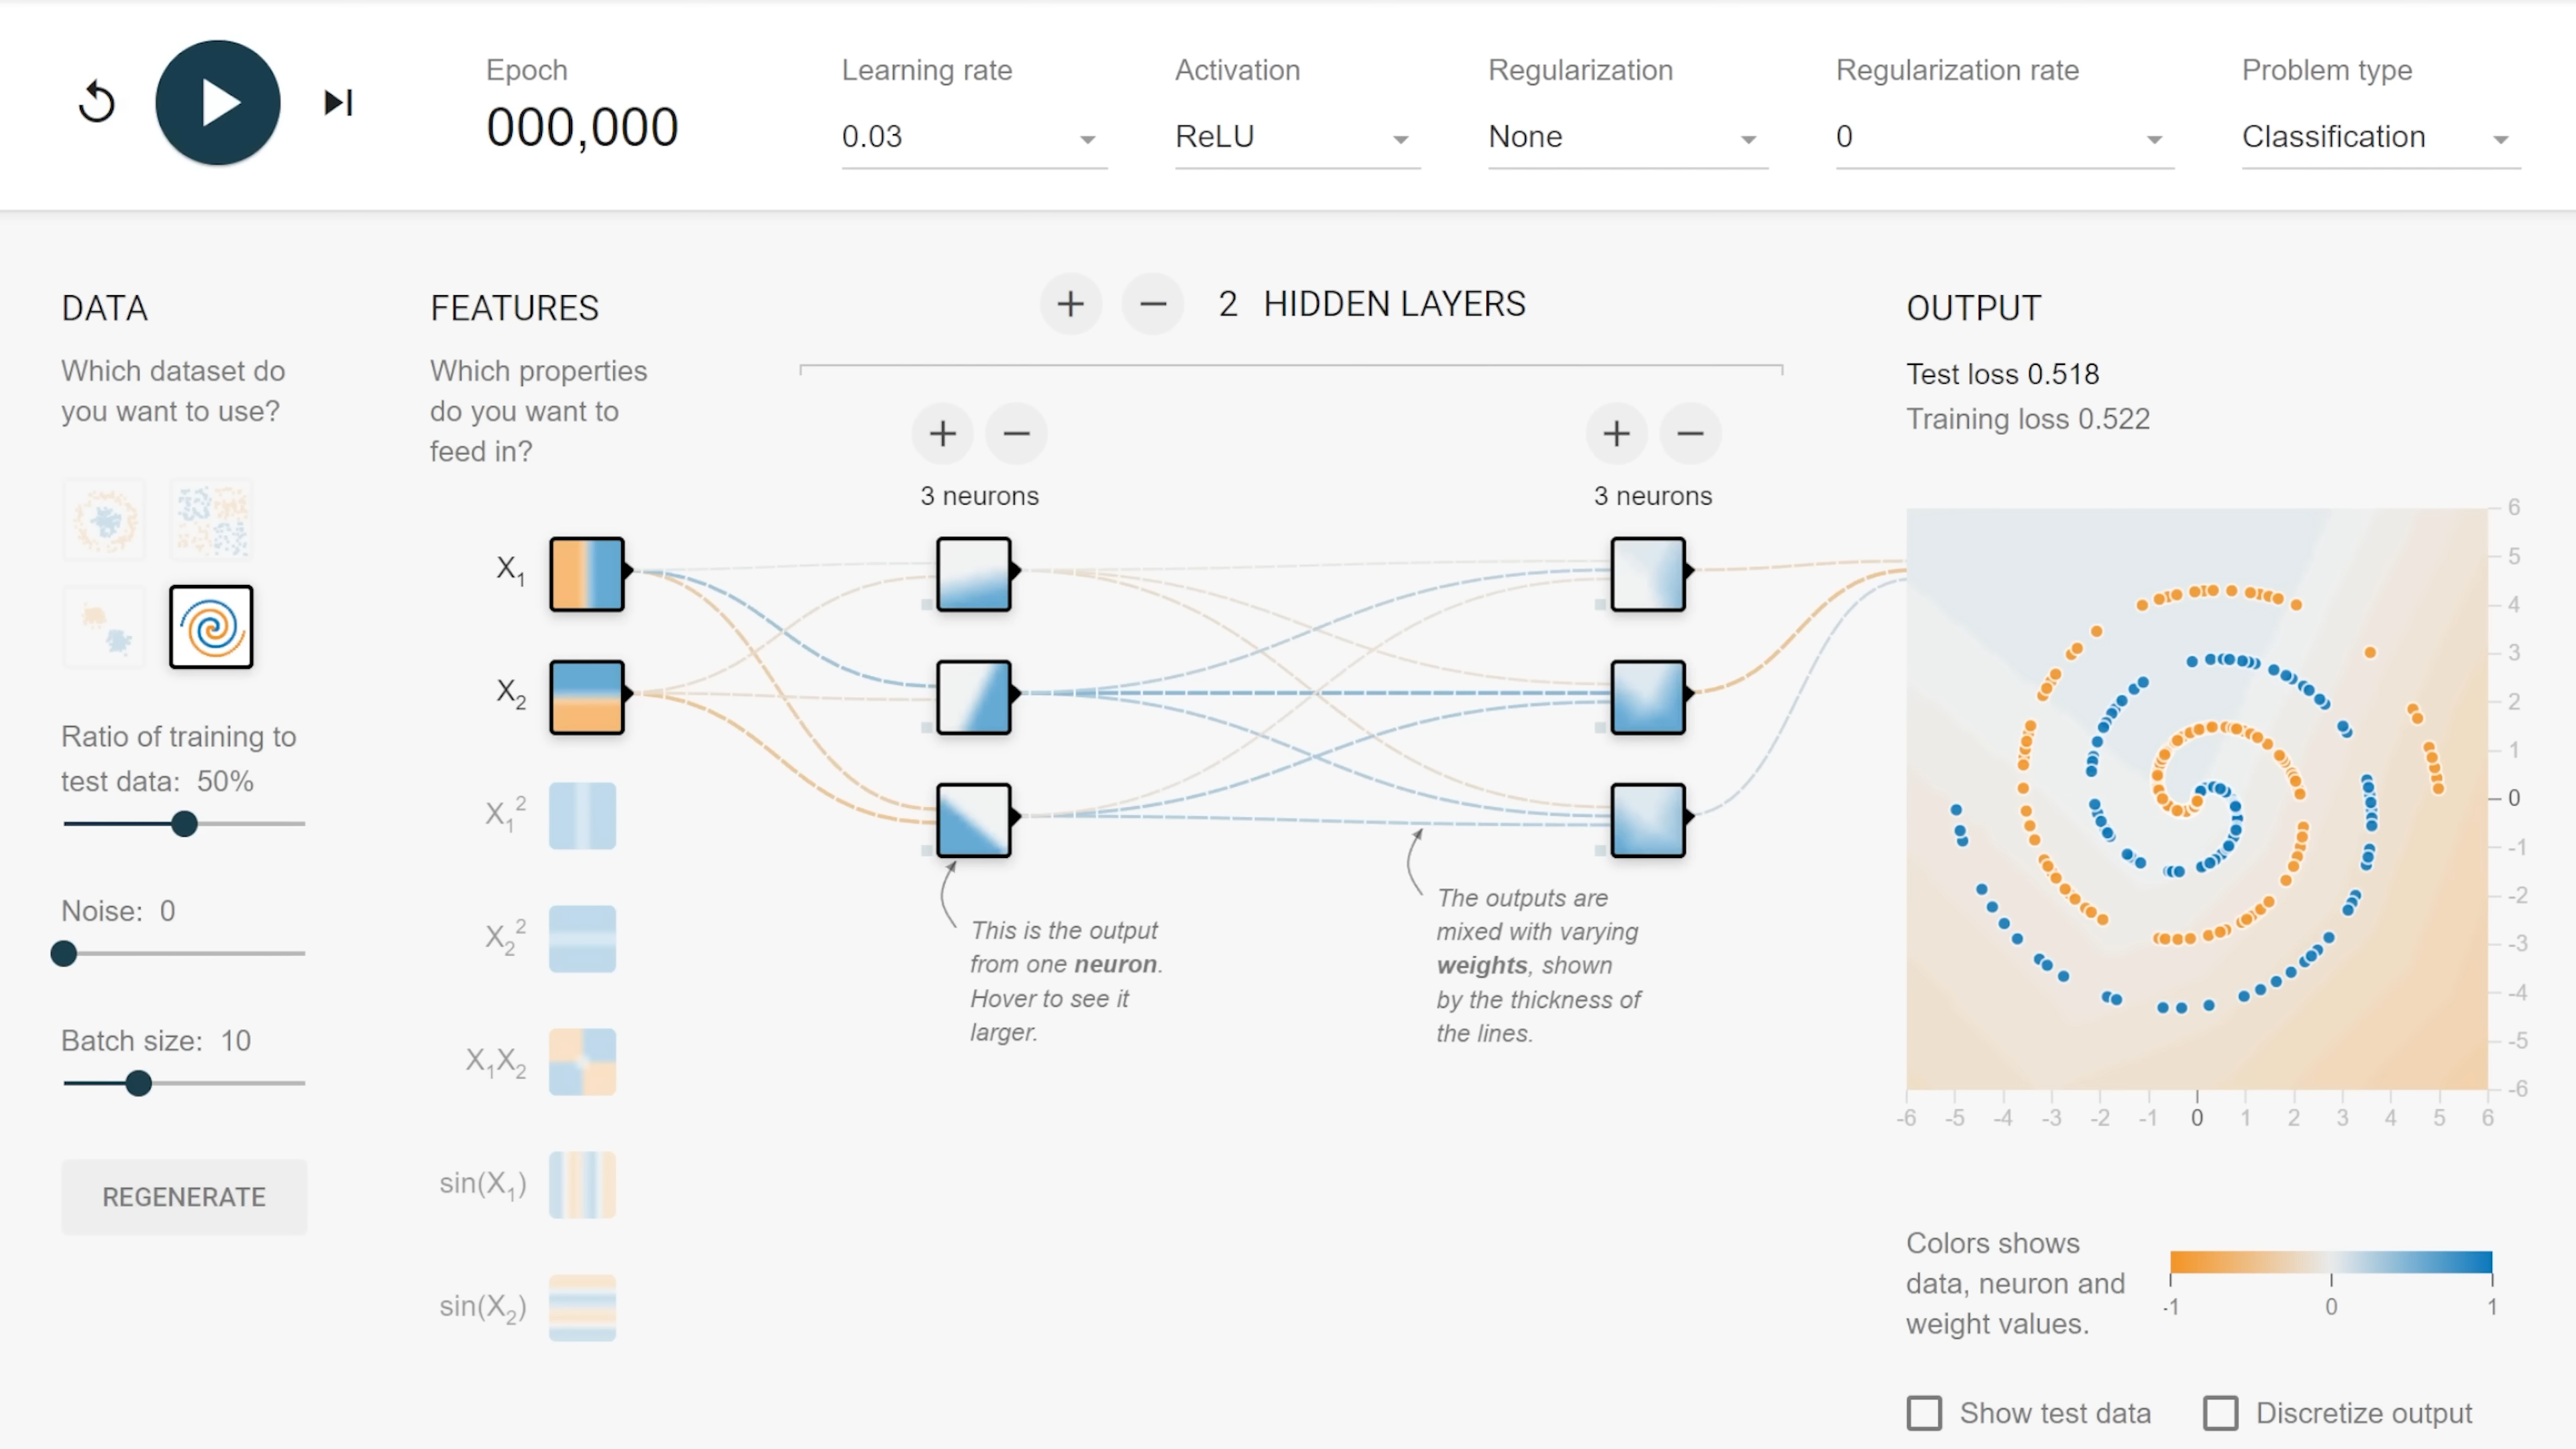 Epoch
000,000
Learning rate
0.03
Activation
ReLU
Regularization
None
Regularization rate
0
Problem type
Classification
DATA
Which dataset do
you want to use?
Ratio of training to
test data: 50%
Noise: 0
Batch size: 10
REGENERATE
FEATURES
Which properties
do you want to
feed in?
X1
X2
X1²
X2²
X1X2
sin(X1)
sin(X2)
+ − 2 HIDDEN LAYERS
+ −
3 neurons
+ −
3 neurons
This is the output
from one neuron.
Hover to see it
larger.
The outputs are
mixed with varying
weights, shown
by the thickness of
the lines.
OUTPUT
Test loss 0.518
Training loss 0.522
6
5
4
3
2
1
0
-1
-2
-3
-4
-5
-6
-6 -5 -4 -3 -2 -1 0 1 2 3 4 5 6
Colors shows
data, neuron and
weight values.
-1 0 1
Show test data
Discretize output